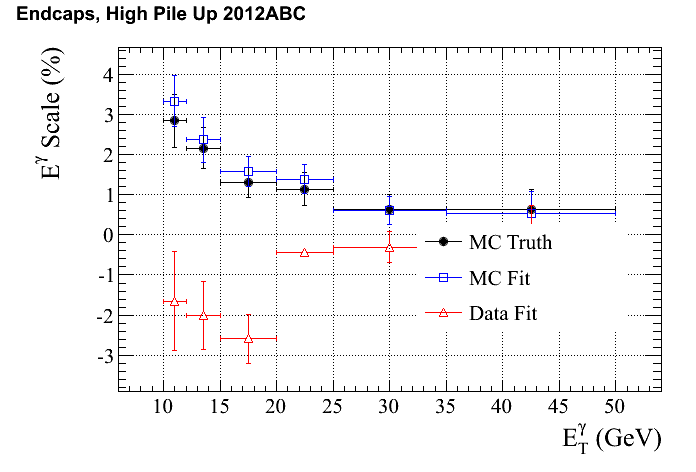 Endcaps, High Pile Up 2012ABC
E^γ Scale (%)
4
3
2
1
0
-1
-2
-3
MC Truth
MC Fit
Data Fit
10 15 20 25 30 35 40 45 50
E_T^γ (GeV)